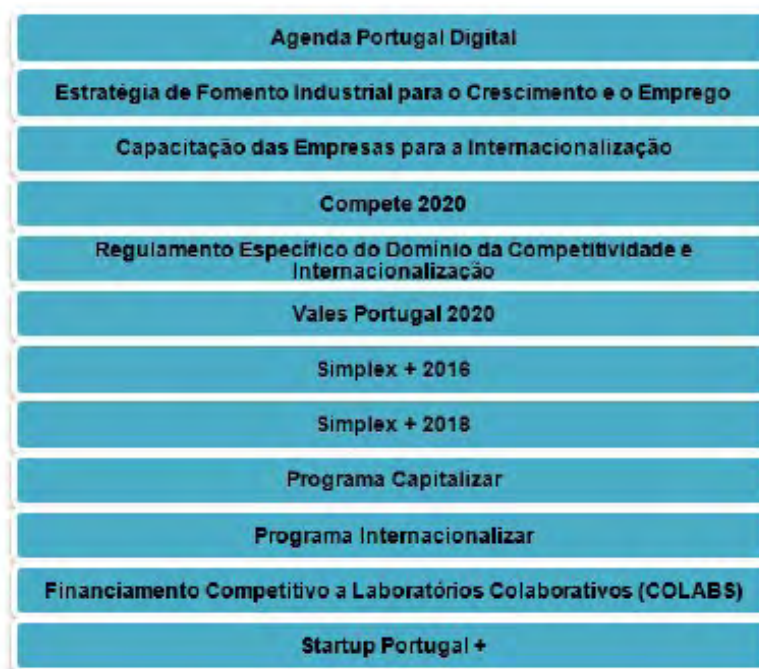 Agenda Portugal Digital
Estratégia de Fomento Industrial para o Crescimento e o Emprego
Capacitação das Empresas para a Internacionalização
Compete 2020
Regulamento Específico do Domínio da Competitividade e
Internacionalização
Vales Portugal 2020
Simplex + 2016
Simplex + 2018
Programa Capitalizar
Programa Internacionalizar
Financiamento Competitivo a Laboratórios Colaborativos (COLABS)
Startup Portugal +